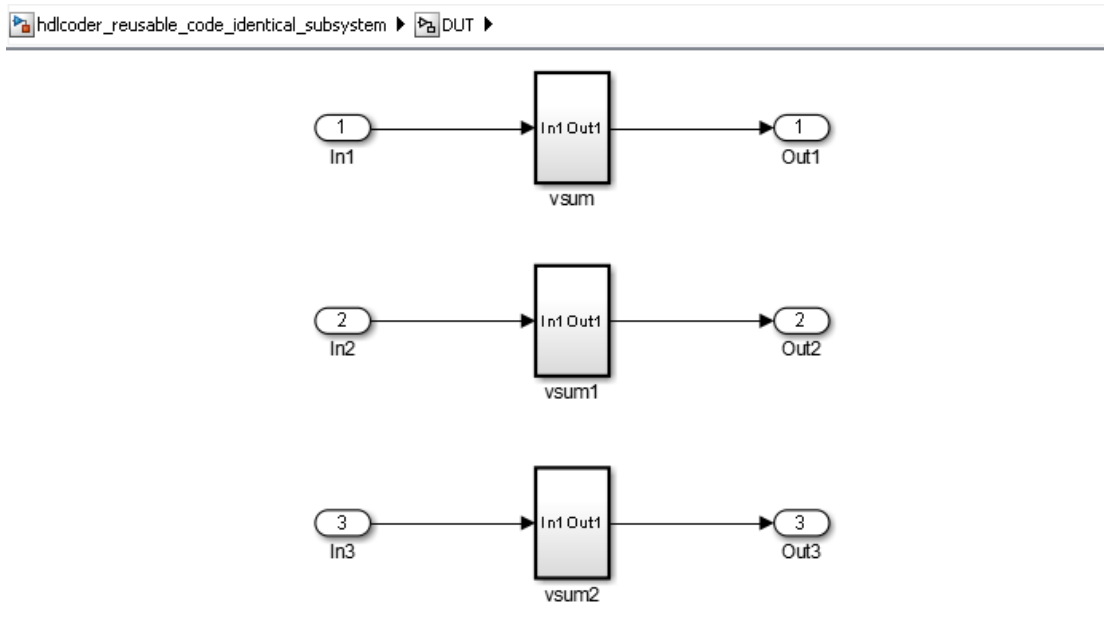 hdlcoder_reusable_code_identical_subsystem DUT
1 In1 Out1 1
In1 Out1
vsum
2 In1 Out1 2
In2 Out2
vsum1
3 In1 Out1 3
In3 Out3
vsum2